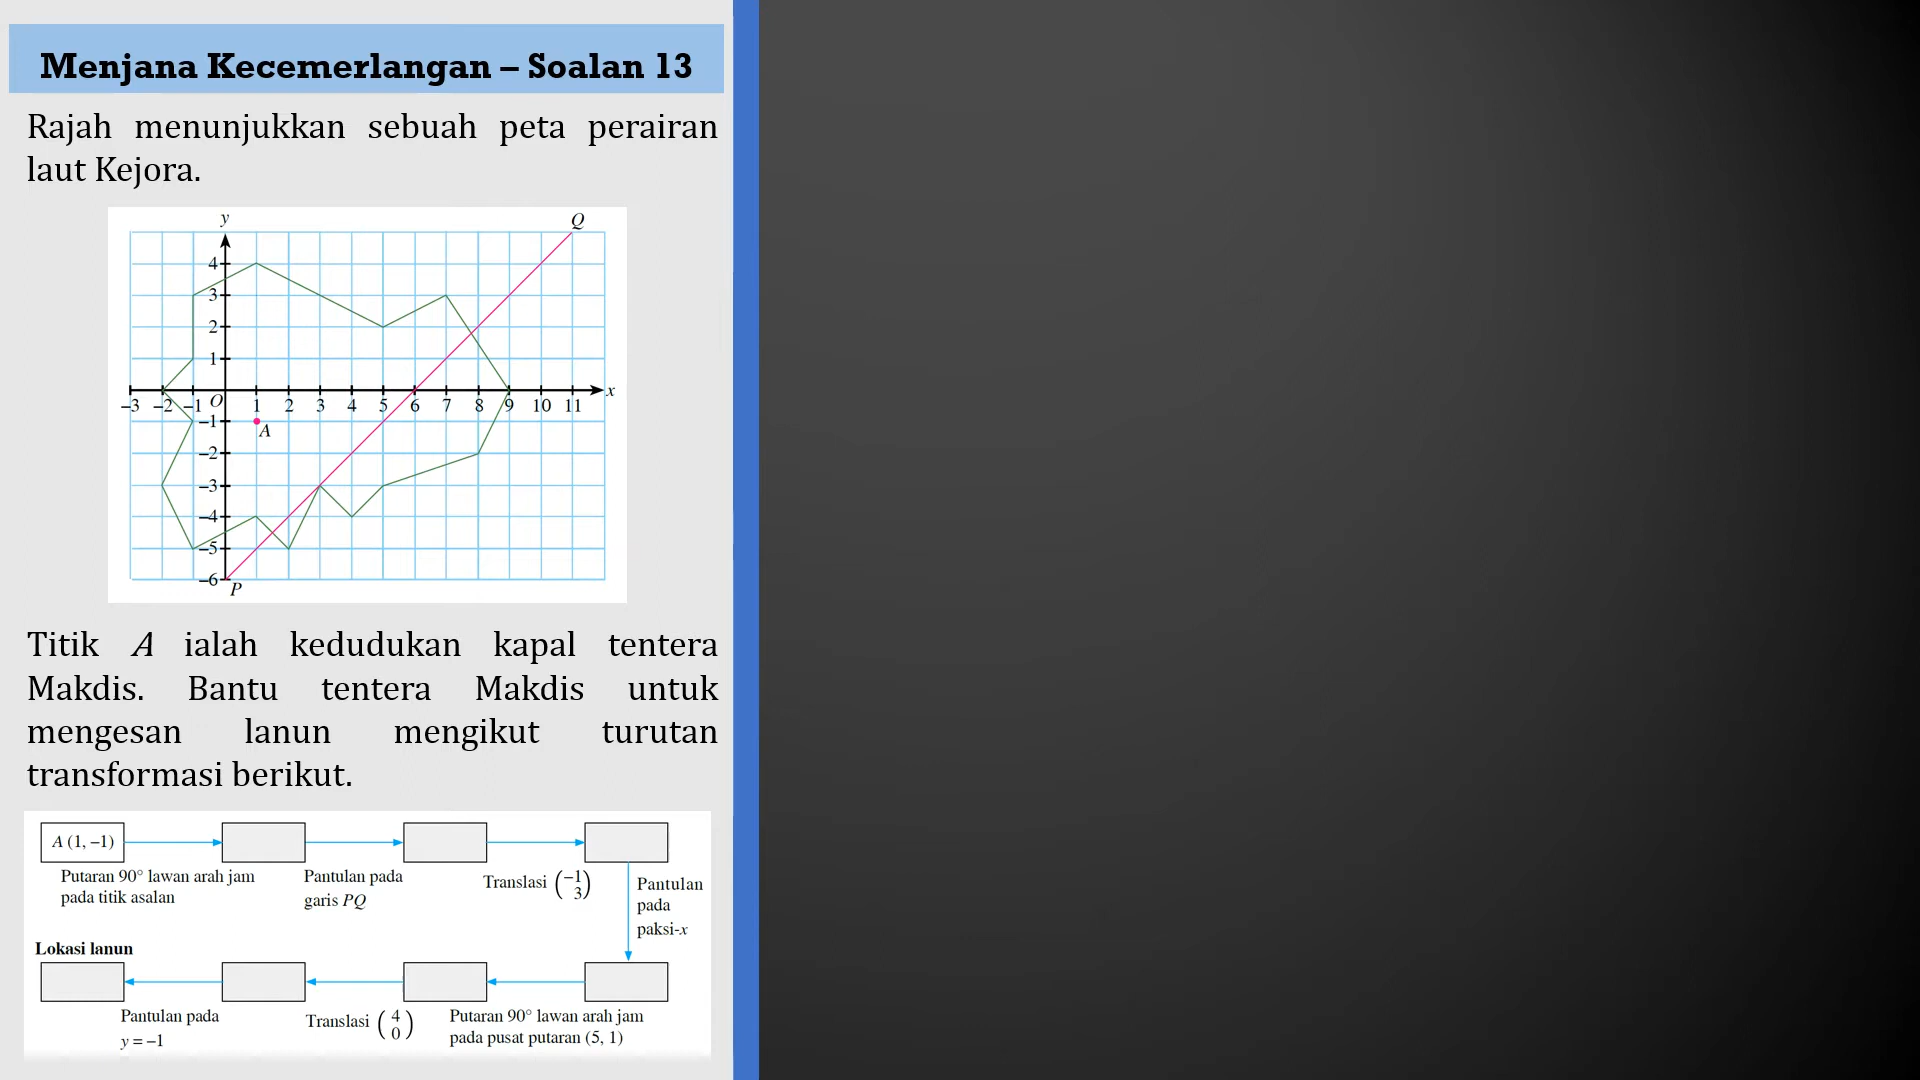 Menjana Kecemerlangan – Soalan 13
Rajah menunjukkan sebuah peta perairan
laut Kejora.
y
Q
4
3
2
1
–3 –2 –1 O 1 2 3 4 5 6 7 8 9 10 11 x
–1
A
–2
–3
–4
–5
–6
P
Titik A ialah kedudukan kapal tentera
Makdis. Bantu tentera Makdis untuk
mengesan lanun mengikut turutan
transformasi berikut.
A (1, –1)
Putaran 90° lawan arah jam
pada titik asalan
Pantulan pada
garis PQ
Translasi (–1
3)
Pantulan
pada
paksi-x
Lokasi lanun
Pantulan pada
y = –1
Translasi (4
0)
Putaran 90° lawan arah jam
pada pusat putaran (5, 1)